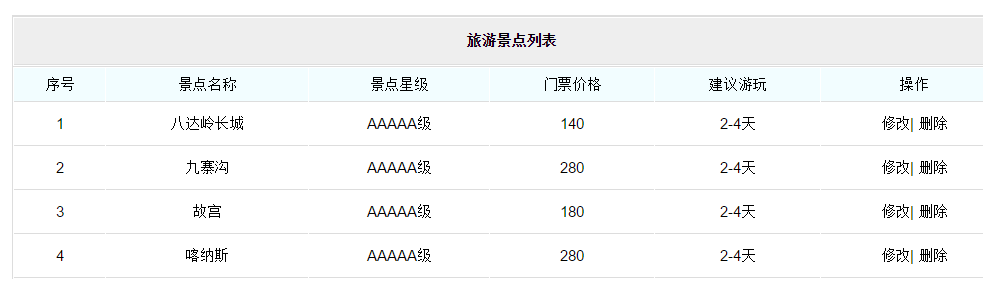 旅游景点列表
序号 景点名称 景点星级 门票价格 建议游玩 操作
1 八达岭长城 AAAAA级 140 2-4天 修改| 删除
2 九寨沟 AAAAA级 280 2-4天 修改| 删除
3 故宫 AAAAA级 180 2-4天 修改| 删除
4 喀纳斯 AAAAA级 280 2-4天 修改| 删除